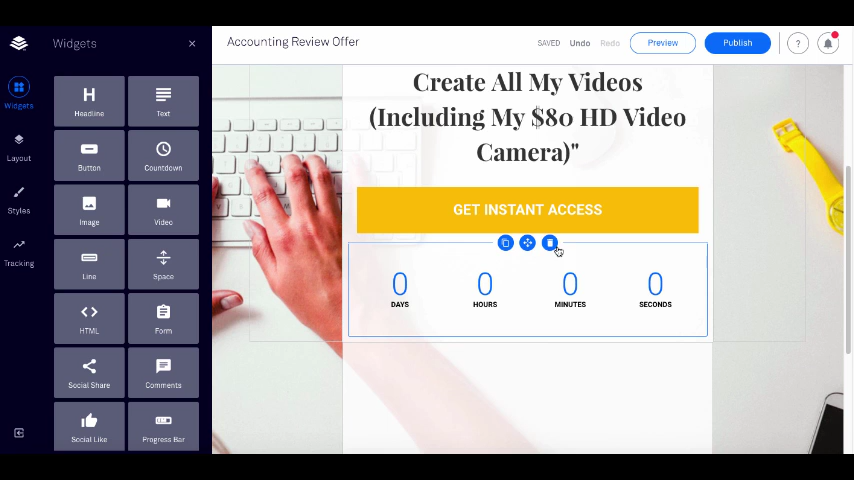 Widgets
Accounting Review Offer
SAVED
Undo
Redo
Preview
Publish
?
Widgets
Layout
Styles
Tracking
Headline
Text
Button
Countdown
Image
Video
Line
Space
HTML
Form
Social Share
Comments
Social Like
Progress Bar
Create All My Videos
(Including My $80 HD Video
Camera)"
GET INSTANT ACCESS
0 0 0 0
DAYS HOURS MINUTES SECONDS